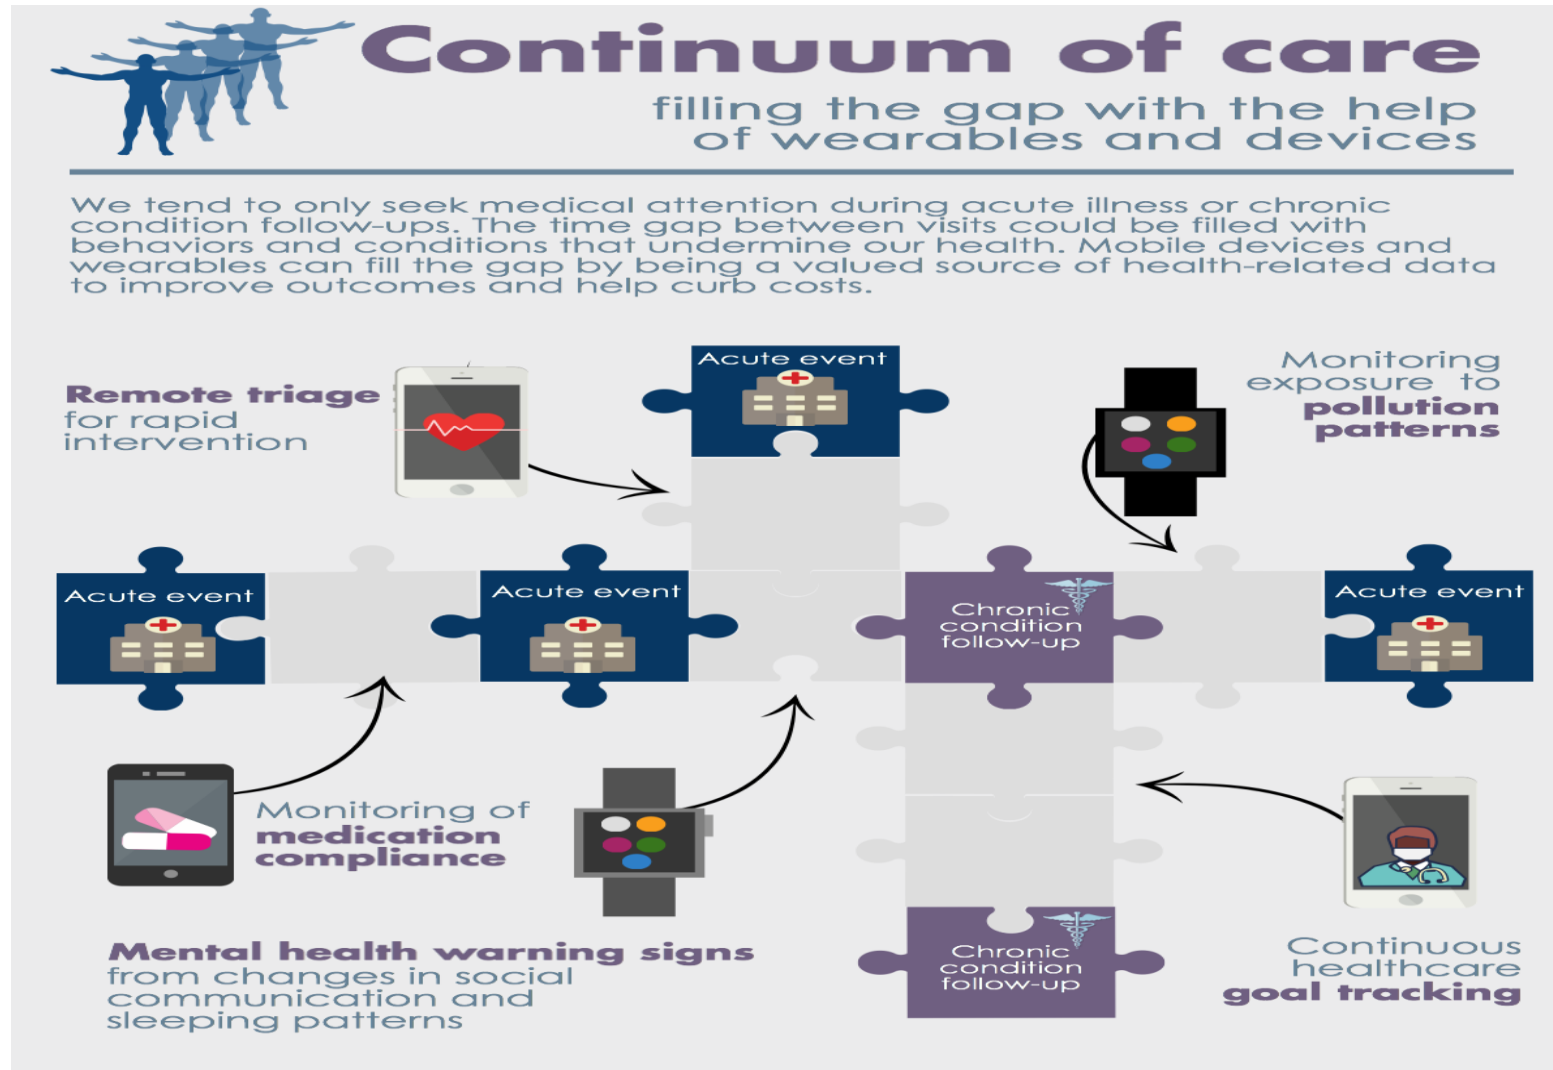 Continuum of care
filling the gap with the help
of wearables and devices
We tend to only seek medical attention during acute illness or chronic
condition follow-ups. The time gap between visits could be filled with
behaviors and conditions that undermine our health. Mobile devices and
wearables can fill the gap by being a valued source of health-related data
to improve outcomes and help curb costs.
Remote triage
for rapid
intervention
Acute event
Monitoring
exposure to
pollution
patterns
Acute event
Acute event
Chronic
condition
follow-up
Acute event
Monitoring of
medication
compliance
Mental health warning signs
from changes in social
communication and
sleeping patterns
Chronic
condition
follow-up
Continuous
healthcare
goal tracking